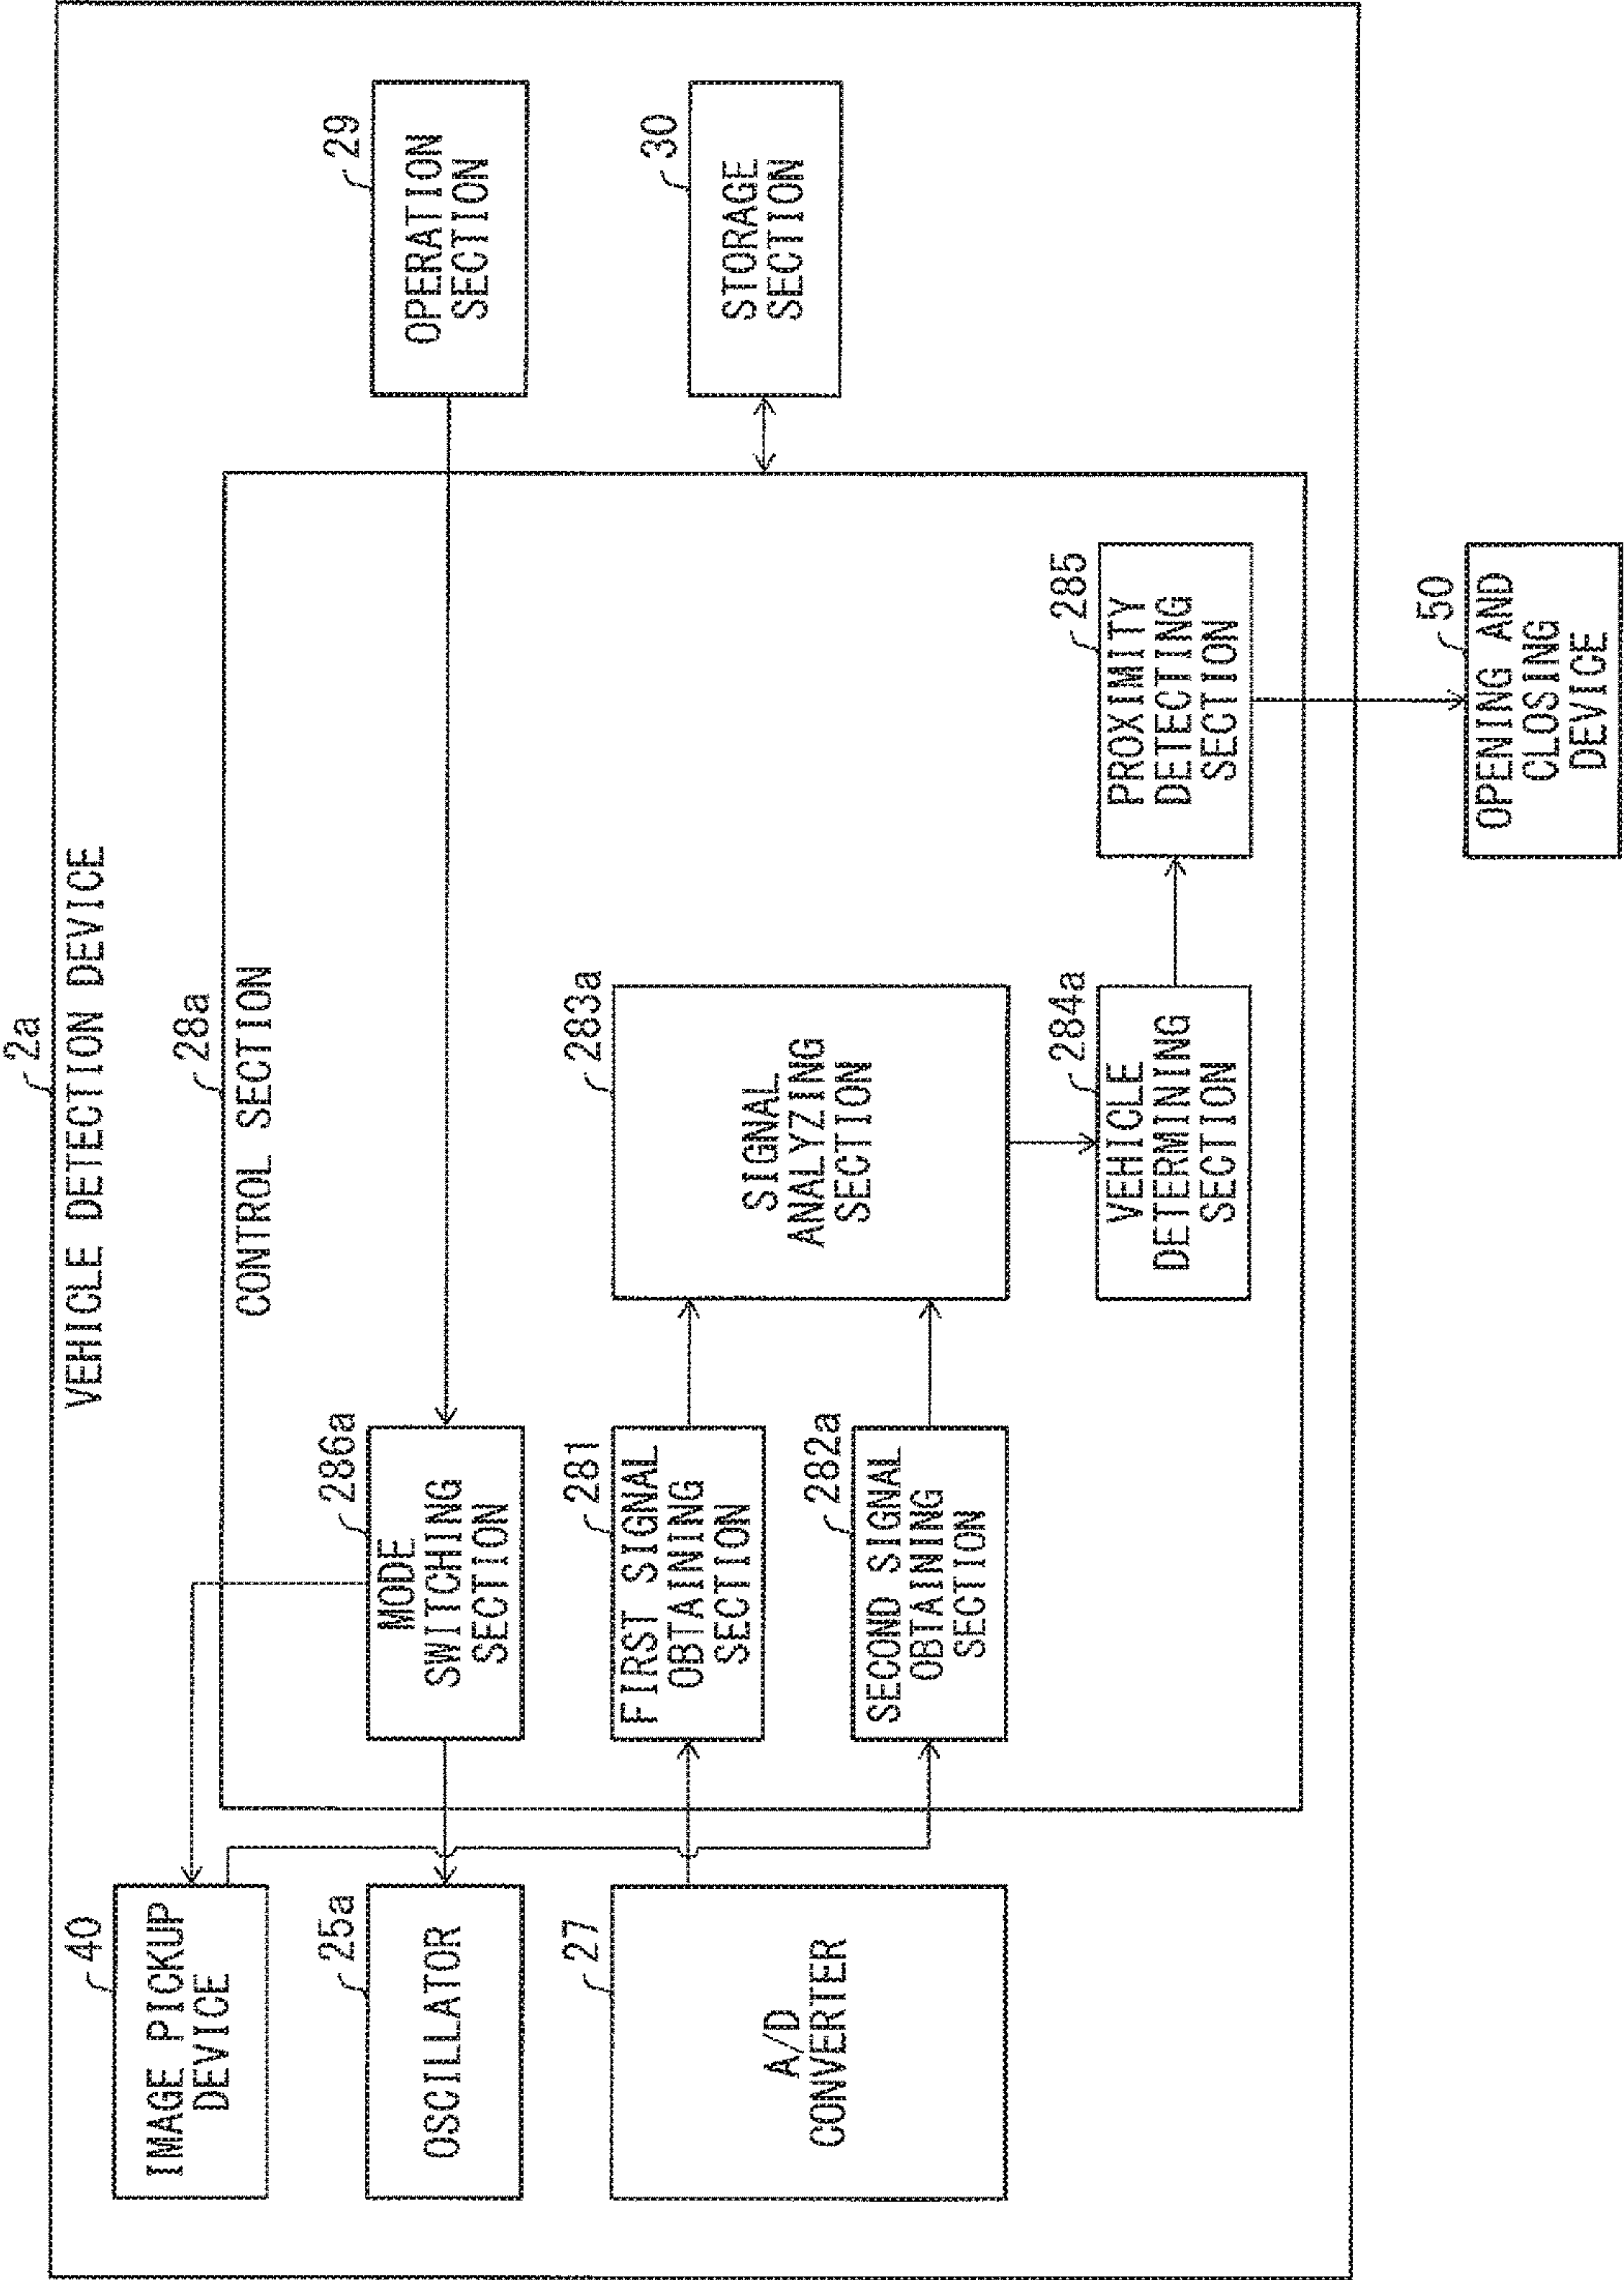 2a
VEHICLE DETECTION DEVICE
28a
CONTROL SECTION
40
IMAGE PICKUP
DEVICE
286a
MODE
SWITCHING
SECTION
29
OPERATION
SECTION
25a
OSCILLATOR
27
A/D
CONVERTER
281
FIRST SIGNAL
OBTAINING
SECTION
282a
SECOND SIGNAL
OBTAINING
SECTION
283a
SIGNAL
ANALYZING
SECTION
30
STORAGE
SECTION
284a
VEHICLE
DETERMINING
SECTION
285
PROXIMITY
DETECTING
SECTION
50
OPENING AND
CLOSING
DEVICE